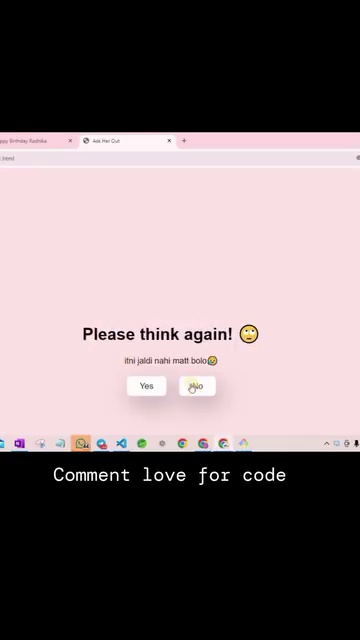 ppy Birthday Radhika
Ask Her Out
.html
Please think again! 🙄
itni jaldi nahi matt bolo😥
Yes
No
Comment love for code